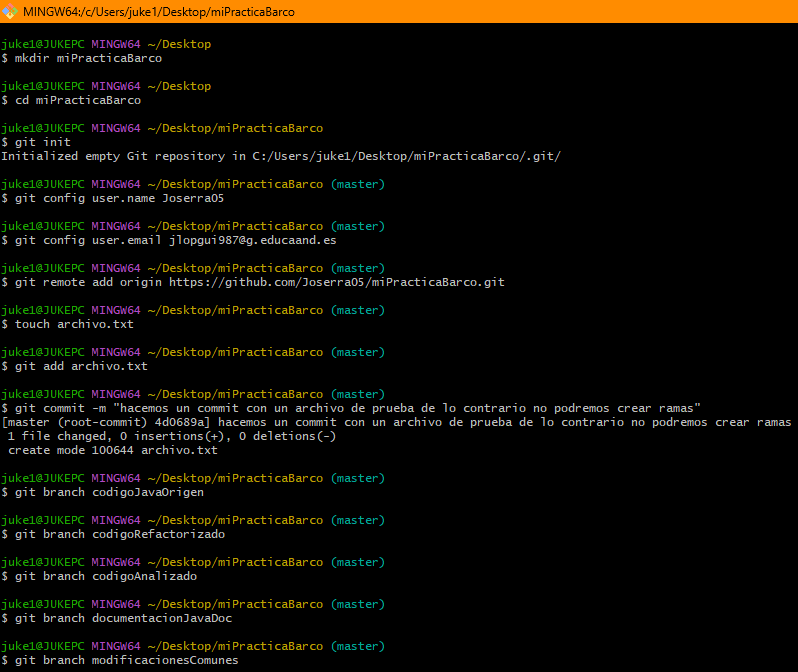 MINGW64:/c/Users/juke1/Desktop/miPracticaBarco
juke1@JUKEPC MINGW64 ~/Desktop
$ mkdir miPracticaBarco
juke1@JUKEPC MINGW64 ~/Desktop
$ cd miPracticaBarco
juke1@JUKEPC MINGW64 ~/Desktop/miPracticaBarco
$ git init
Initialized empty Git repository in C:/Users/juke1/Desktop/miPracticaBarco/.git/
juke1@JUKEPC MINGW64 ~/Desktop/miPracticaBarco (master)
$ git config user.name Joserra05
juke1@JUKEPC MINGW64 ~/Desktop/miPracticaBarco (master)
$ git config user.email jlopgui987@g.educaand.es
juke1@JUKEPC MINGW64 ~/Desktop/miPracticaBarco (master)
$ git remote add origin https://github.com/Joserra05/miPracticaBarco.git
juke1@JUKEPC MINGW64 ~/Desktop/miPracticaBarco (master)
$ touch archivo.txt
juke1@JUKEPC MINGW64 ~/Desktop/miPracticaBarco (master)
$ git add archivo.txt
juke1@JUKEPC MINGW64 ~/Desktop/miPracticaBarco (master)
$ git commit -m "hacemos un commit con un archivo de prueba de lo contrario no podremos crear ramas"
[master (root-commit) 4d0689a] hacemos un commit con un archivo de prueba de lo contrario no podremos crear ramas
1 file changed, 0 insertions(+), 0 deletions(-)
create mode 100644 archivo.txt
juke1@JUKEPC MINGW64 ~/Desktop/miPracticaBarco (master)
$ git branch codigoJavaOrigen
juke1@JUKEPC MINGW64 ~/Desktop/miPracticaBarco (master)
$ git branch codigoRefactorizado
juke1@JUKEPC MINGW64 ~/Desktop/miPracticaBarco (master)
$ git branch codigoAnalizado
juke1@JUKEPC MINGW64 ~/Desktop/miPracticaBarco (master)
$ git branch documentacionJavaDoc
juke1@JUKEPC MINGW64 ~/Desktop/miPracticaBarco (master)
$ git branch modificacionesComunes